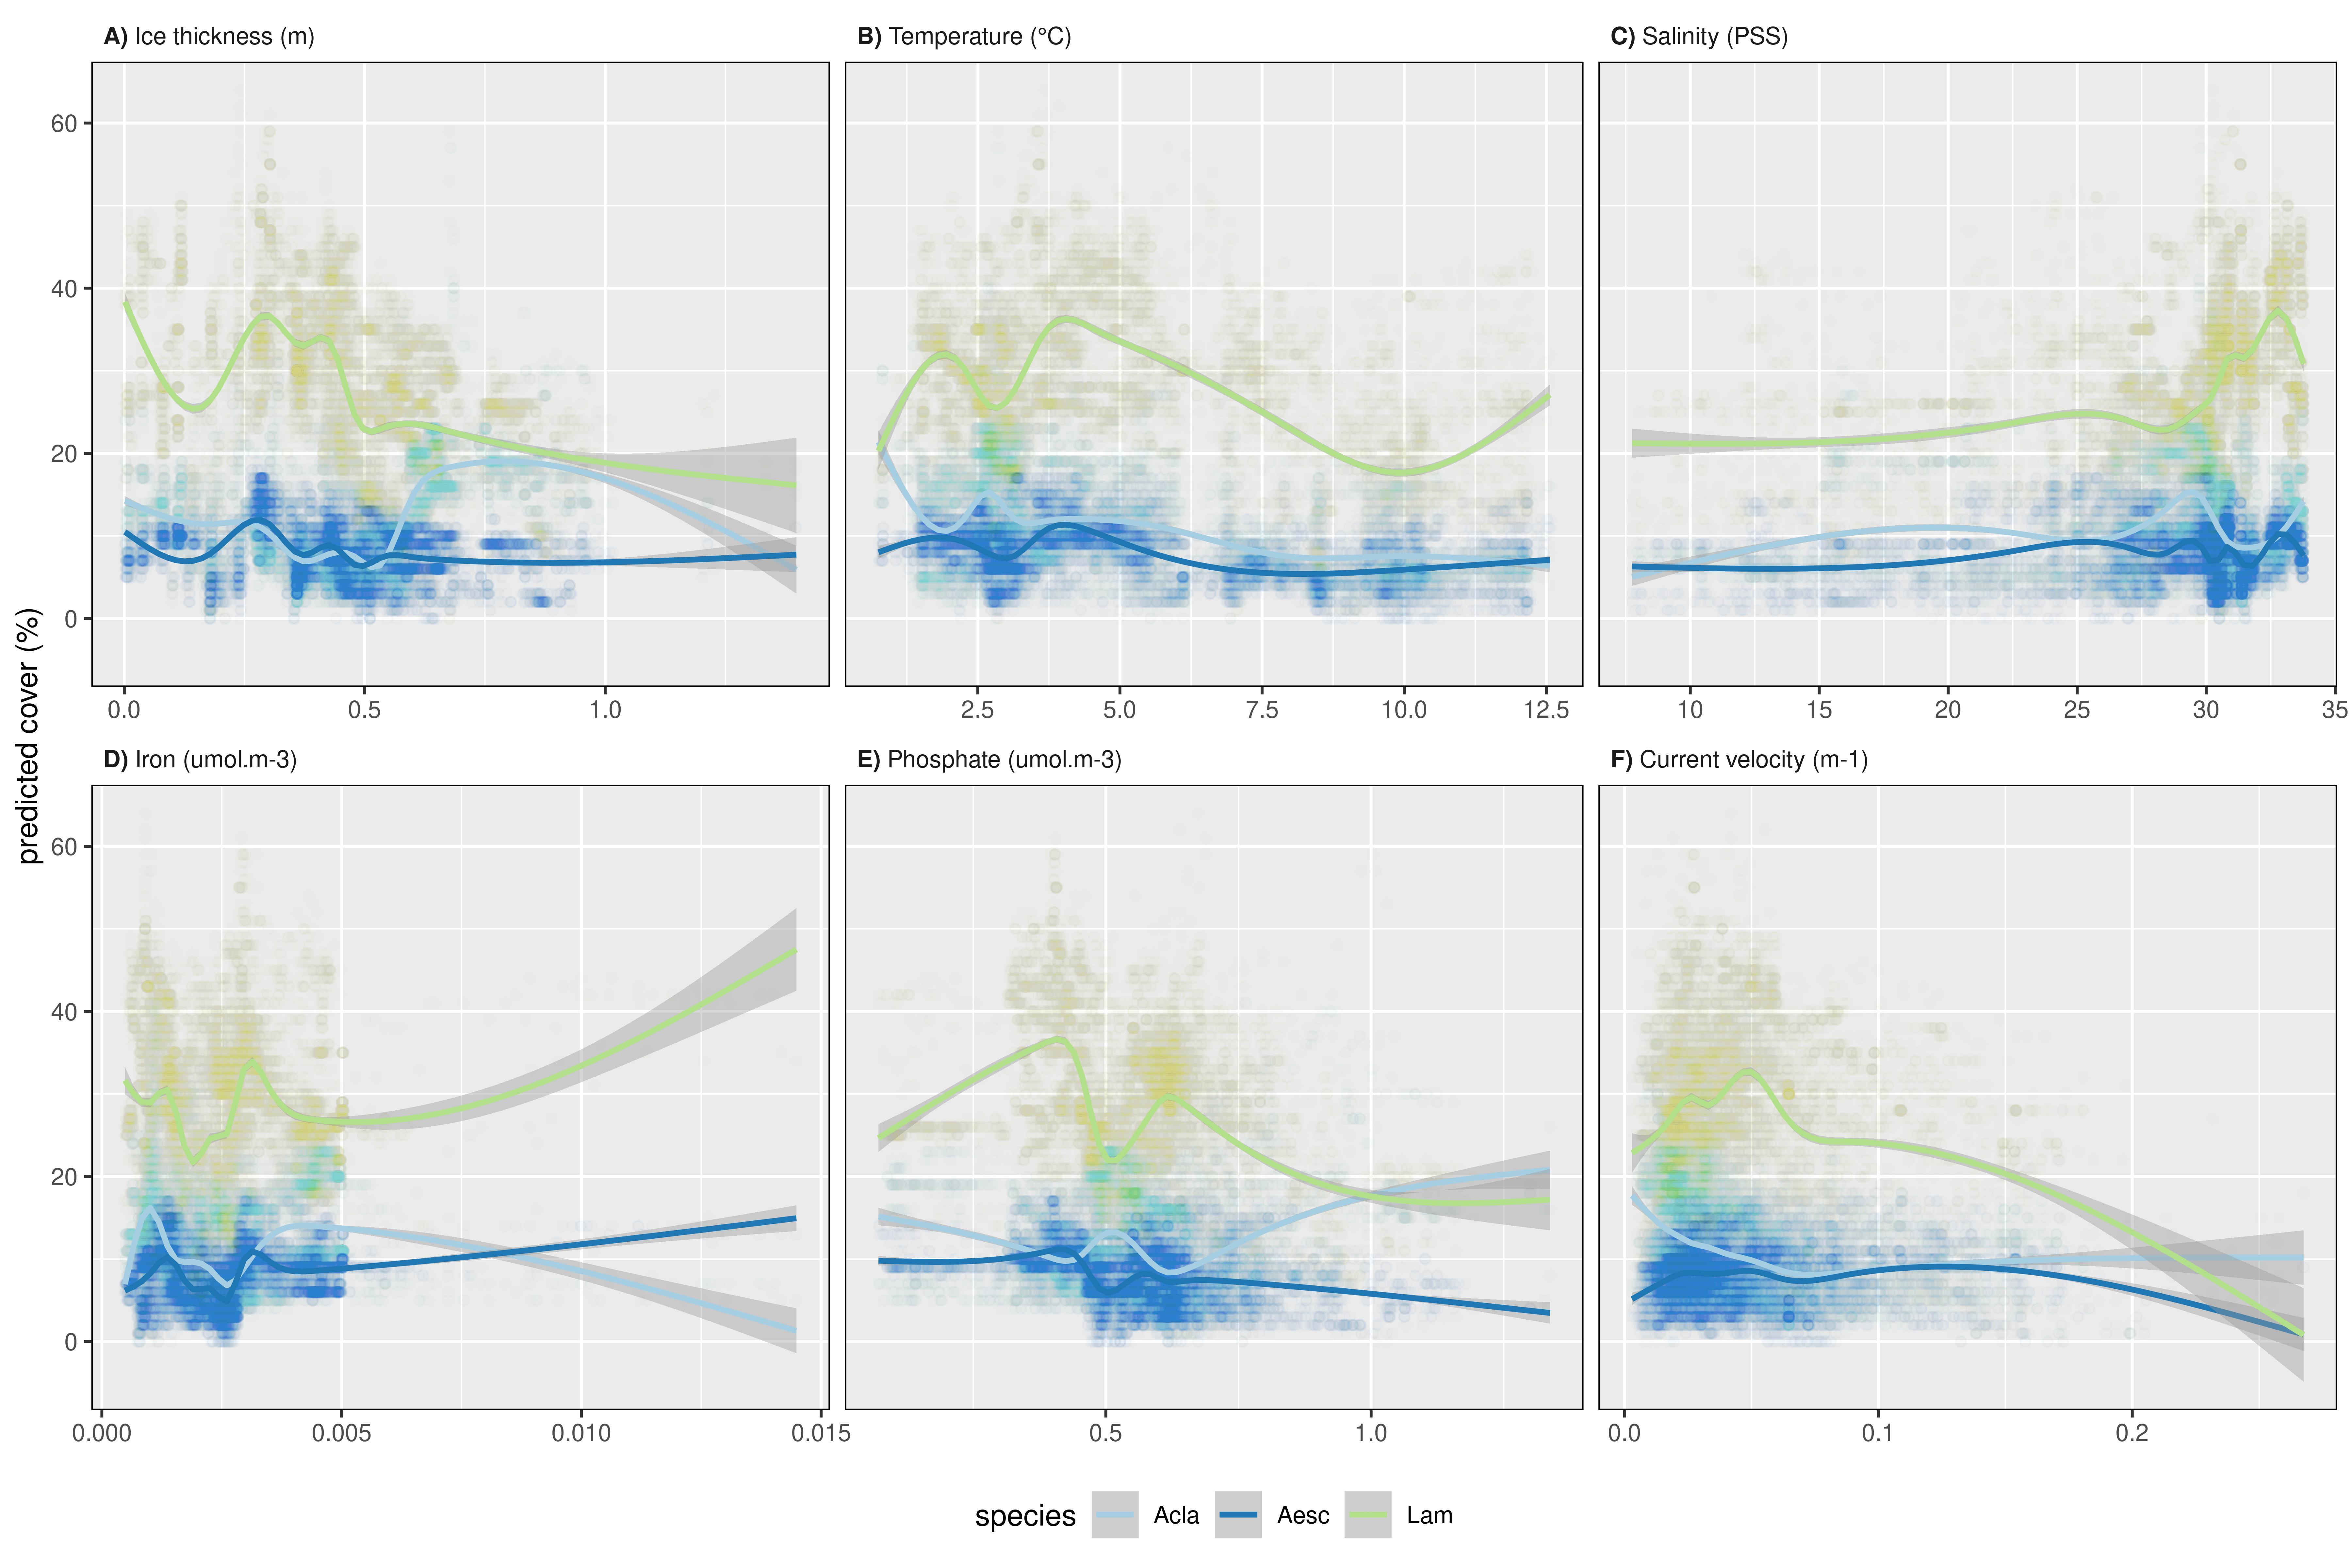 A) Ice thickness (m)
B) Temperature (°C)
C) Salinity (PSS)
60
40
20
0
0.0 0.5 1.0
2.5 5.0 7.5 10.0 12.5
10 15 20 25 30 35
predicted cover (%)
D) Iron (umol.m-3)
E) Phosphate (umol.m-3)
F) Current velocity (m-1)
60
40
20
0
0.000 0.005 0.010 0.015
0.5 1.0
0.0 0.1 0.2
species Acla Aesc Lam